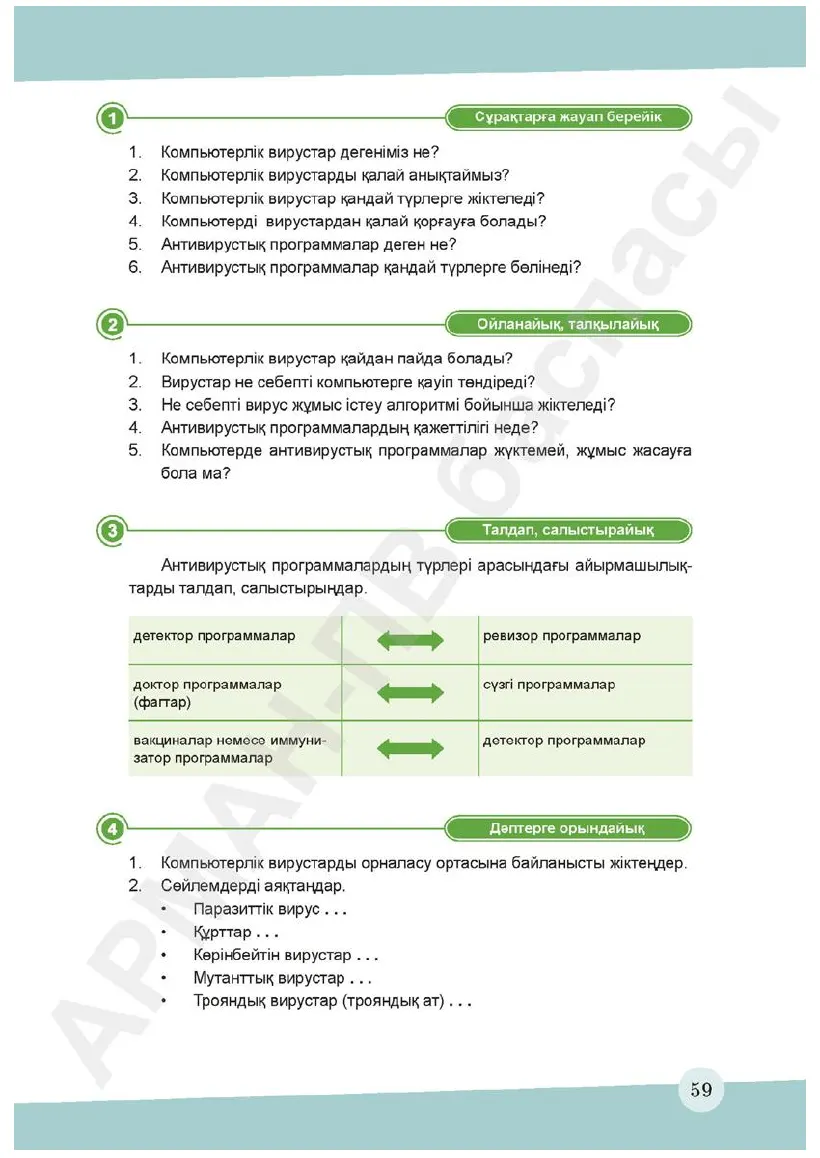 1 Сұрақтарға жауап берейік
1. Компьютерлік вирустар дегеніміз не?
2. Компьютерлік вирустарды қалай анықтаймыз?
3. Компьютерлік вирустар қандай түрлерге жіктеледі?
4. Компьютерді вирустардан қалай қорғауға болады?
5. Антивирустық программалар деген не?
6. Антивирустық программалар қандай түрлерге бөлінеді?
2 Ойланайық, талқылайық
1. Компьютерлік вирустар қайдан пайда болады?
2. Вирустар не себепті компьютерге қауіп төндіреді?
3. Не себепті вирус жұмыс істеу алгоритмі бойынша жіктеледі?
4. Антивирустық программалардың қажеттілігі неде?
5. Компьютерде антивирустық программалар жүктемей, жұмыс жасауға
бола ма?
3 Талдап, салыстырайық
Антивирустық программалардың түрлері арасындағы айырмашылық-
тарды талдап, салыстырыңдар.
детектор программалар ревизор программалар
доктор программалар сүзгі программалар
(фагтар)
вакциналар немесе иммуни- детектор программалар
затор программалар
4 Дәптерге орындайық
1. Компьютерлік вирустарды орналасу ортасына байланысты жіктеңдер.
2. Сөйлемдерді аяқтаңдар.
• Паразиттік вирус . . .
• Құрттар . . .
• Көрінбейтін вирустар . . .
• Мутанттық вирустар . . .
• Трояндық вирустар (трояндық ат) . . .
59
АРМАН-ПВ баспасы